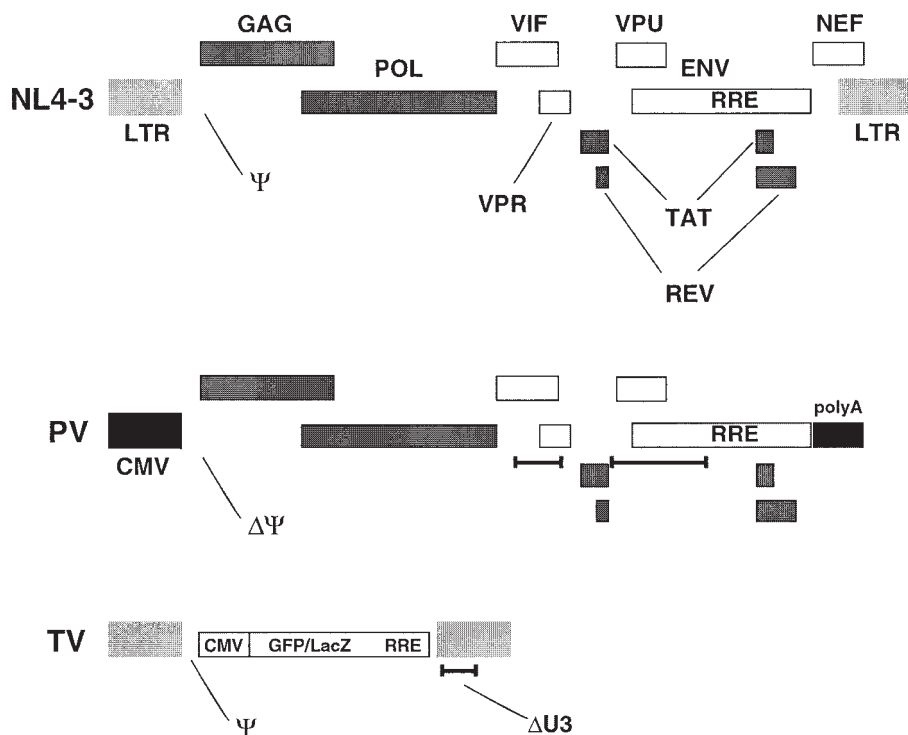 GAG VIF VPU NEF
POL ENV
NL4-3 RRE
LTR LTR
Ψ
VPR TAT
REV
polyA
PV RRE
CMV
ΔΨ
TV CMV GFP/LacZ RRE
Ψ ΔU3